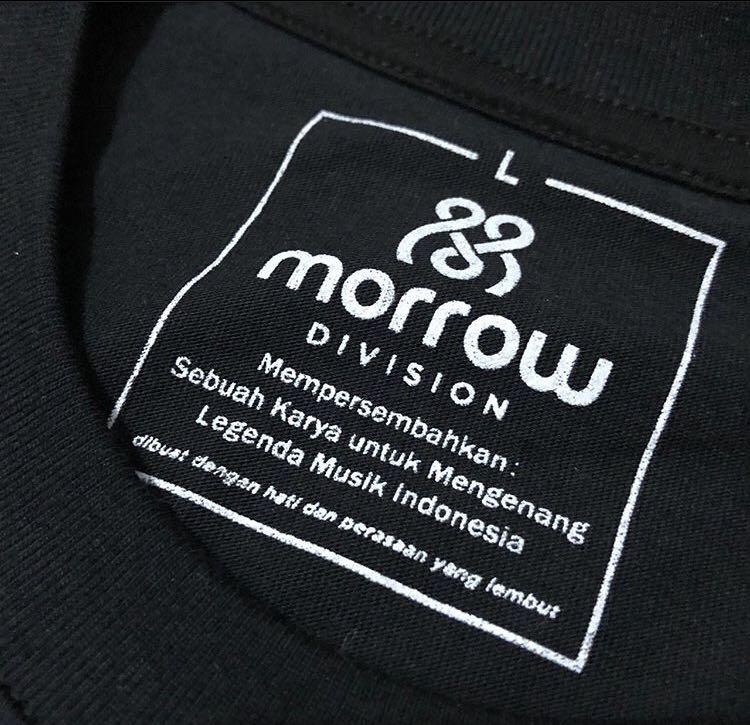 L
morrow
DIVISION
Mempersembahkan:
Sebuah Karya untuk Mengenang
Legenda Musik Indonesia
dibuat dengan hati dan perasaan yang lembut